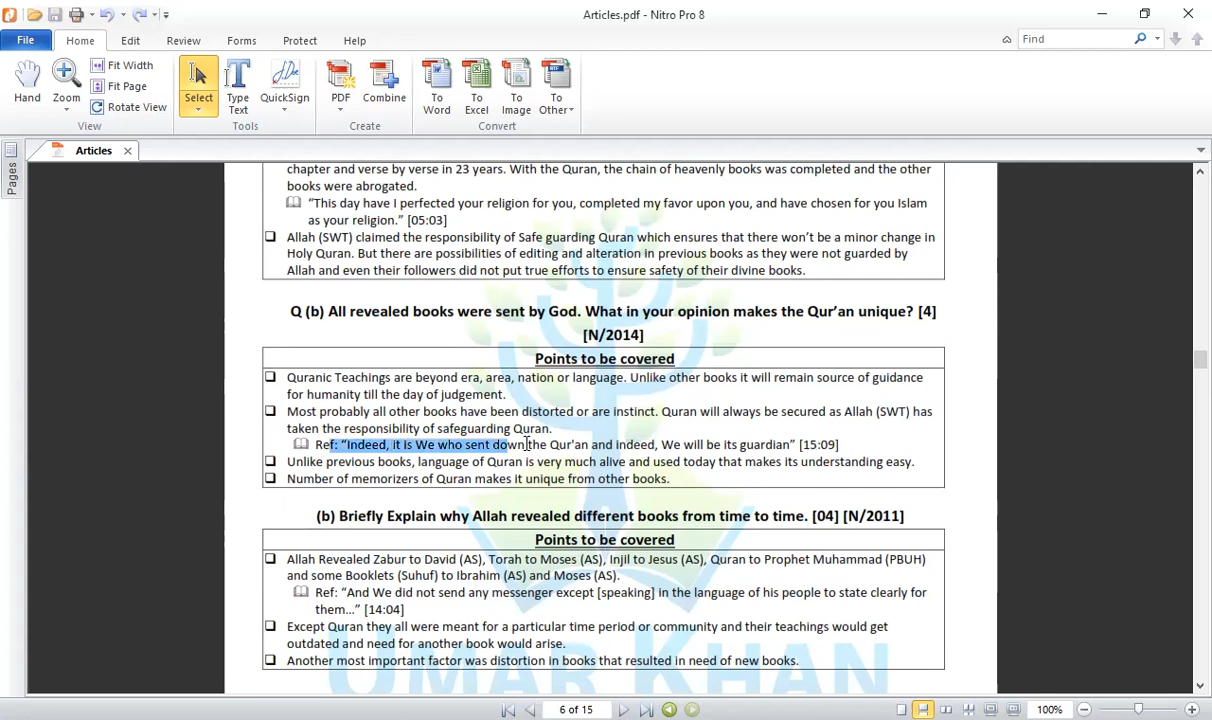 Articles.pdf - Nitro Pro 8
File Home Edit Review Forms Protect Help Find
Hand
Zoom
Fit Width
Fit Page
Rotate View
View
Select
Type Text
QuickSign
Tools
PDF
Combine
Create
To Word
To Excel
To Image
To Other
Convert
Articles
Pages
chapter and verse by verse in 23 years. With the Quran, the chain of heavenly books was completed and the other
books were abrogated.
“This day have I perfected your religion for you, completed my favor upon you, and have chosen for you Islam
as your religion.” [05:03]
Allah (SWT) claimed the responsibility of Safe guarding Quran which ensures that there won’t be a minor change in
Holy Quran. But there are possibilities of editing and alteration in previous books as they were not guarded by
Allah and even their followers did not put true efforts to ensure safety of their divine books.
Q (b) All revealed books were sent by God. What in your opinion makes the Qur’an unique? [4]
[N/2014]
Points to be covered
Quranic Teachings are beyond era, area, nation or language. Unlike other books it will remain source of guidance
for humanity till the day of judgement.
Most probably all other books have been distorted or are instinct. Quran will always be secured as Allah (SWT) has
taken the responsibility of safeguarding Quran.
Ref: “Indeed, it is We who sent down the Qur'an and indeed, We will be its guardian” [15:09]
Unlike previous books, language of Quran is very much alive and used today that makes its understanding easy.
Number of memorizers of Quran makes it unique from other books.
(b) Briefly Explain why Allah revealed different books from time to time. [04] [N/2011]
Points to be covered
Allah Revealed Zabur to David (AS), Torah to Moses (AS), Injil to Jesus (AS), Quran to Prophet Muhammad (PBUH)
and some Booklets (Suhuf) to Ibrahim (AS) and Moses (AS).
Ref: “And We did not send any messenger except [speaking] in the language of his people to state clearly for
them…” [14:04]
Except Quran they all were meant for a particular time period or community and their teachings would get
outdated and need for another book would arise.
Another most important factor was distortion in books that resulted in need of new books.
UMAR KHAN
6 of 15
100%